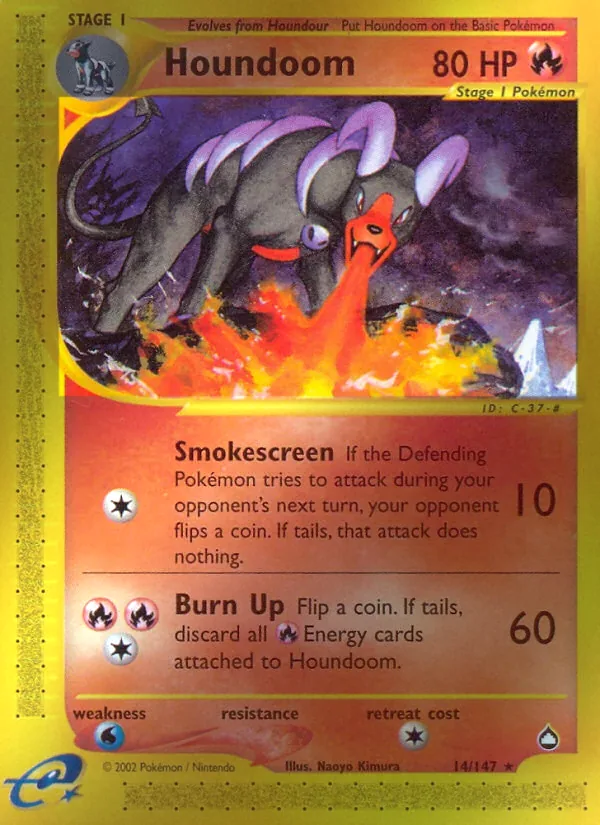 STAGE 1
Evolves from Houndour Put Houndoom on the Basic Pokémon
Houndoom 80 HP
Stage 1 Pokémon
ID: C-37-#
Smokescreen If the Defending
Pokémon tries to attack during your
opponent's next turn, your opponent
flips a coin. If tails, that attack does
nothing.
10
Burn Up Flip a coin. If tails,
discard all Energy cards
attached to Houndoom.
60
weakness resistance retreat cost
© 2002 Pokémon / Nintendo Illus. Naoyo Kimura 14/147 ★
e